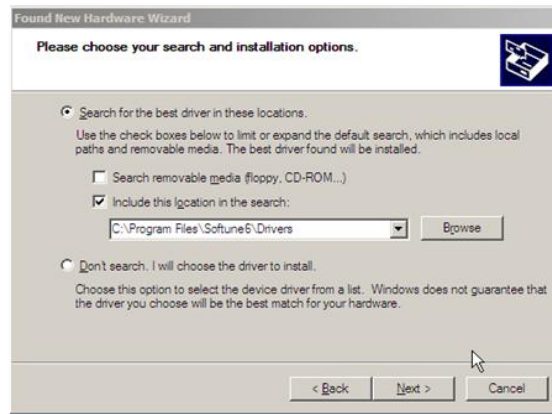 Found New Hardware Wizard
Please choose your search and installation options.
Search for the best driver in these locations.
Use the check boxes below to limit or expand the default search, which includes local
paths and removable media. The best driver found will be installed.
Search removable media (floppy, CD-ROM...)
Include this location in the search:
C:\Program Files\Softune6\Drivers
Browse
Don't search. I will choose the driver to install.
Choose this option to select the device driver from a list. Windows does not guarantee that
the driver you choose will be the best match for your hardware.
< Back
Next >
Cancel